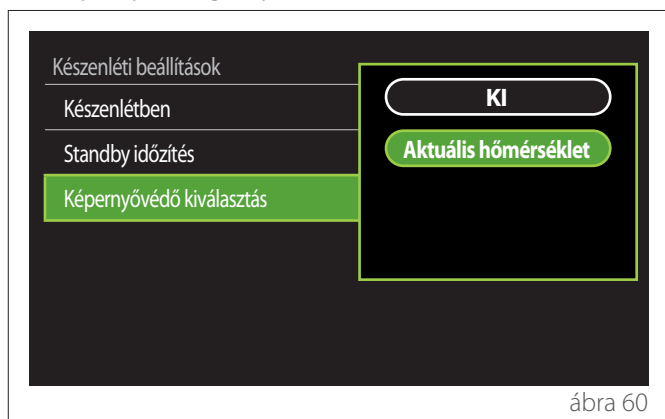 Készenléti beállítások
Készenlétben
Standby időzítés
Képernyővédő kiválasztás
KI
Aktuális hőmérséklet
ábra 60